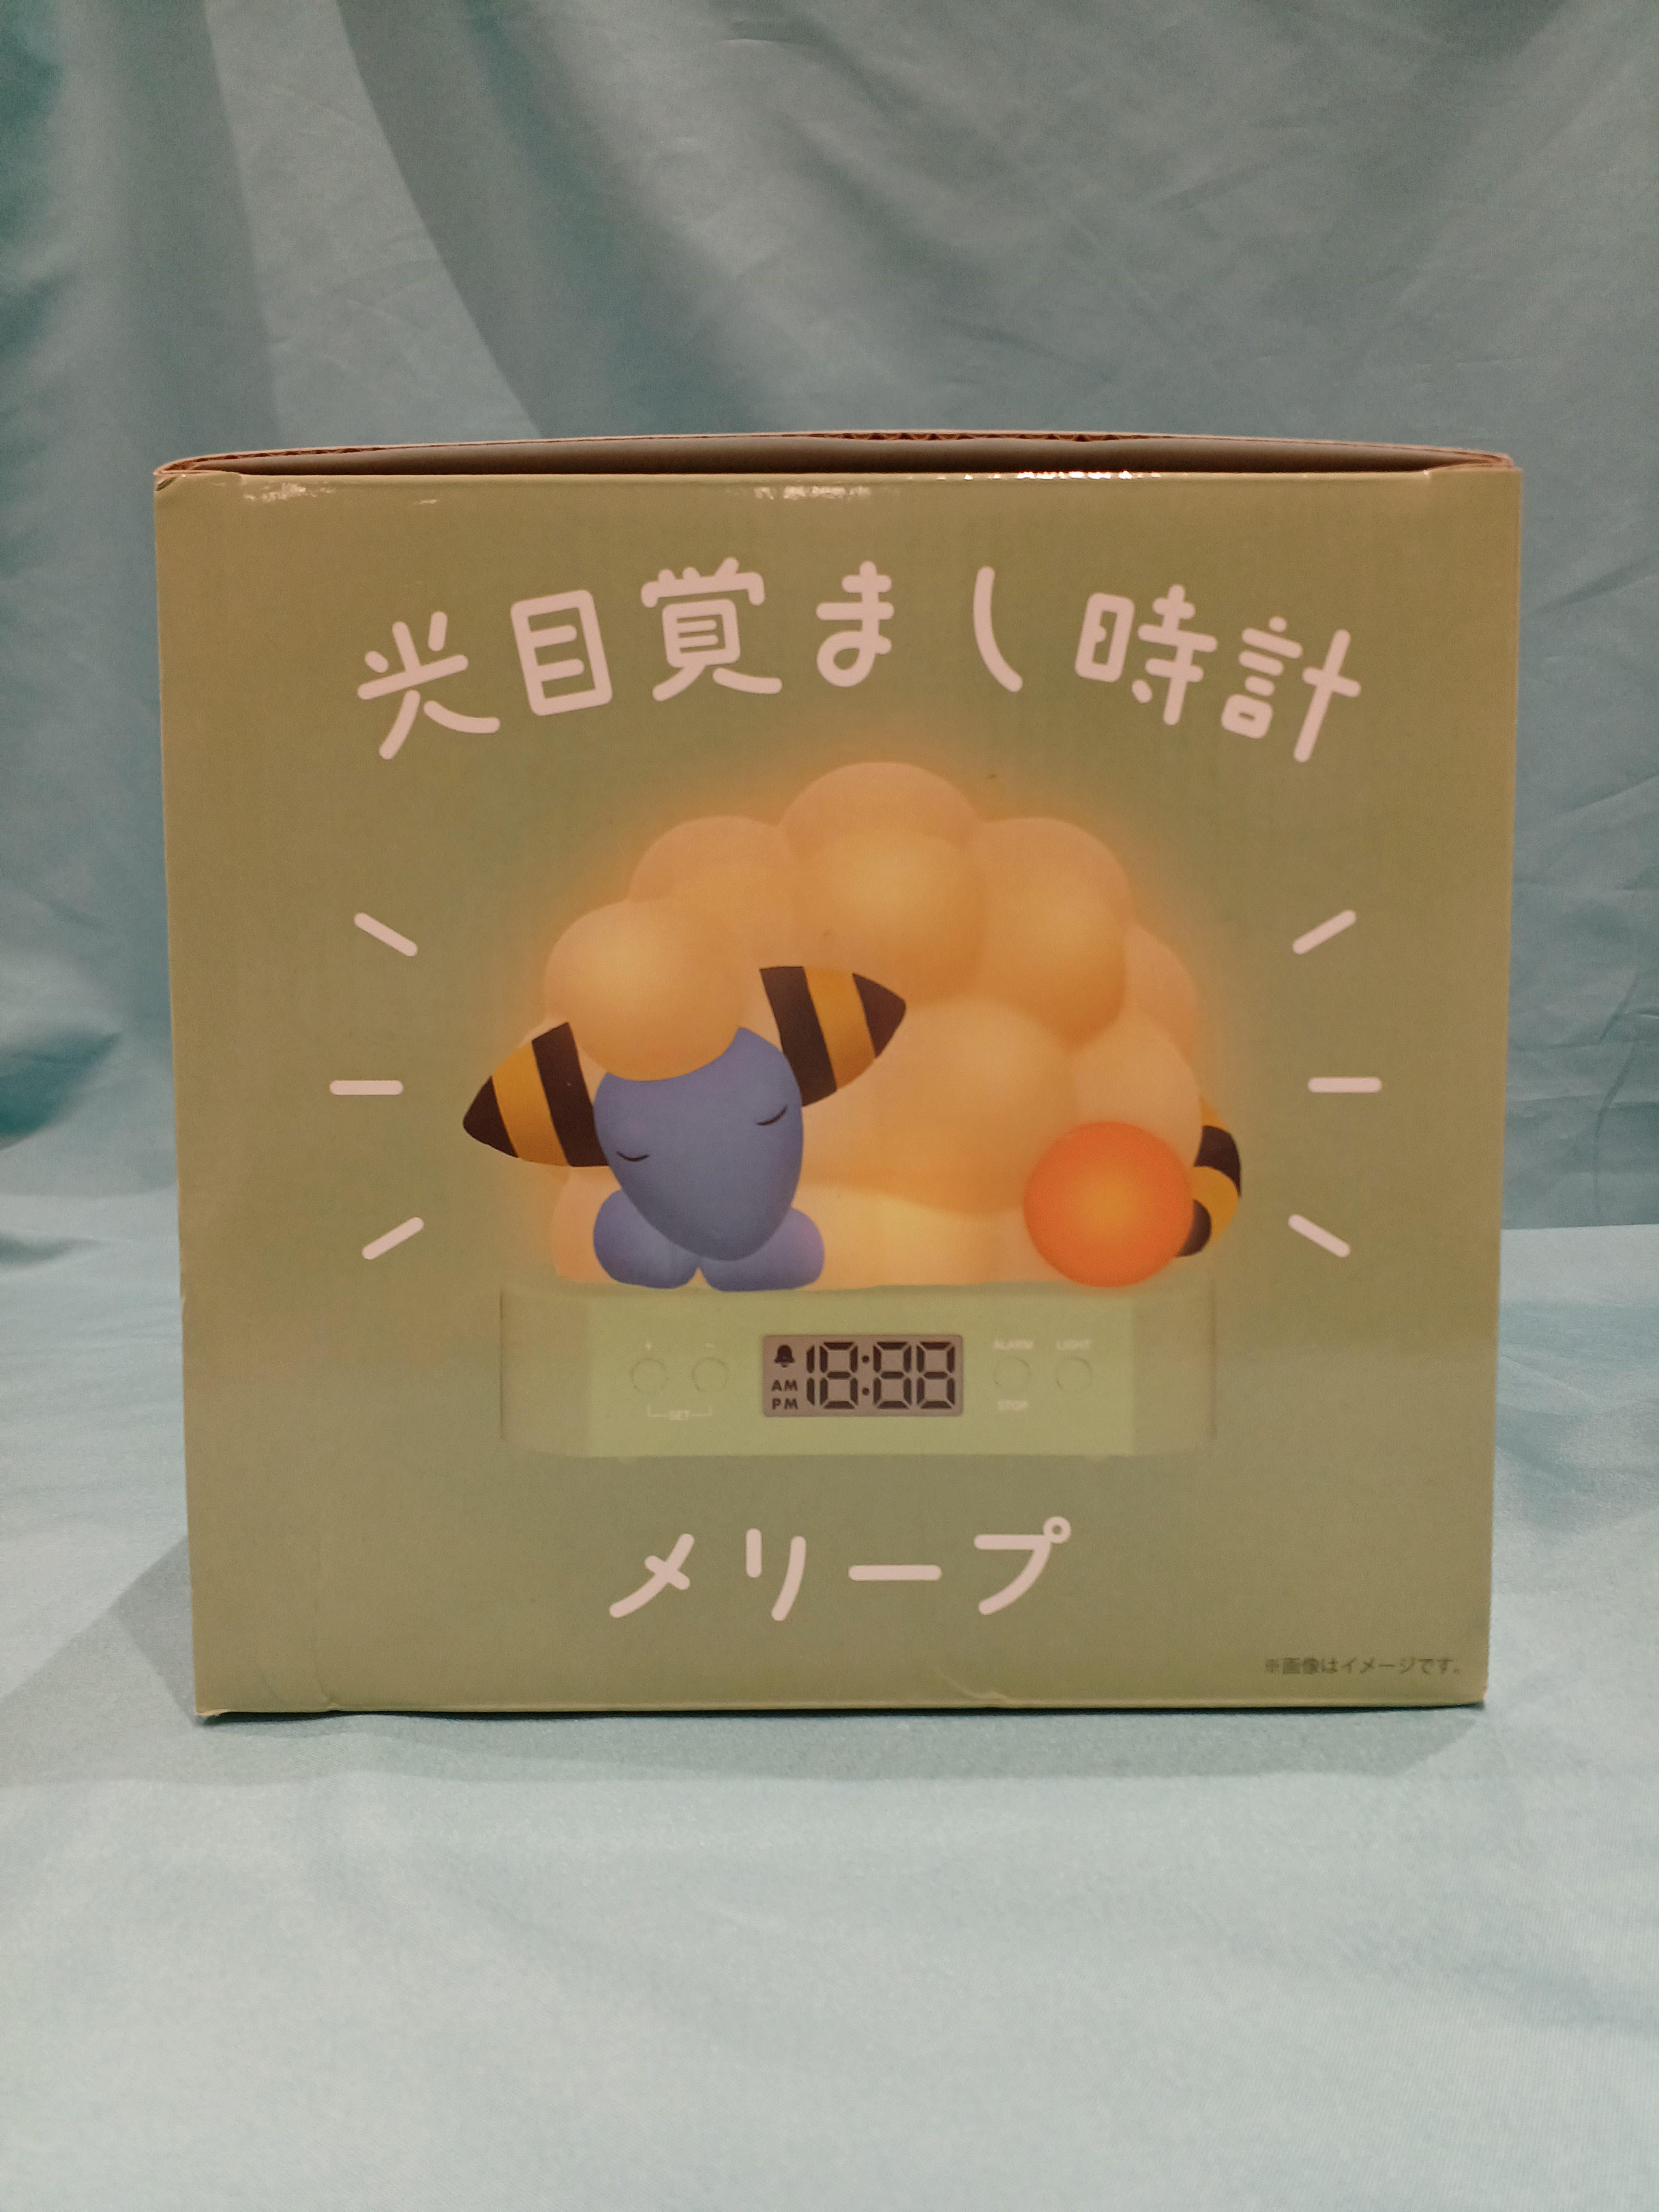 光目覚まし時計
+ −
SET
AM
PM
18:88
ALARM LIGHT
STOP
メリープ
※画像はイメージです。